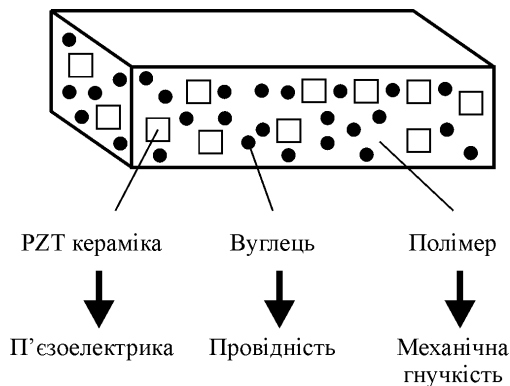 PZT кераміка
Вуглець
Полімер
П’єзоелектрика
Провідність
Механічна
гнучкість